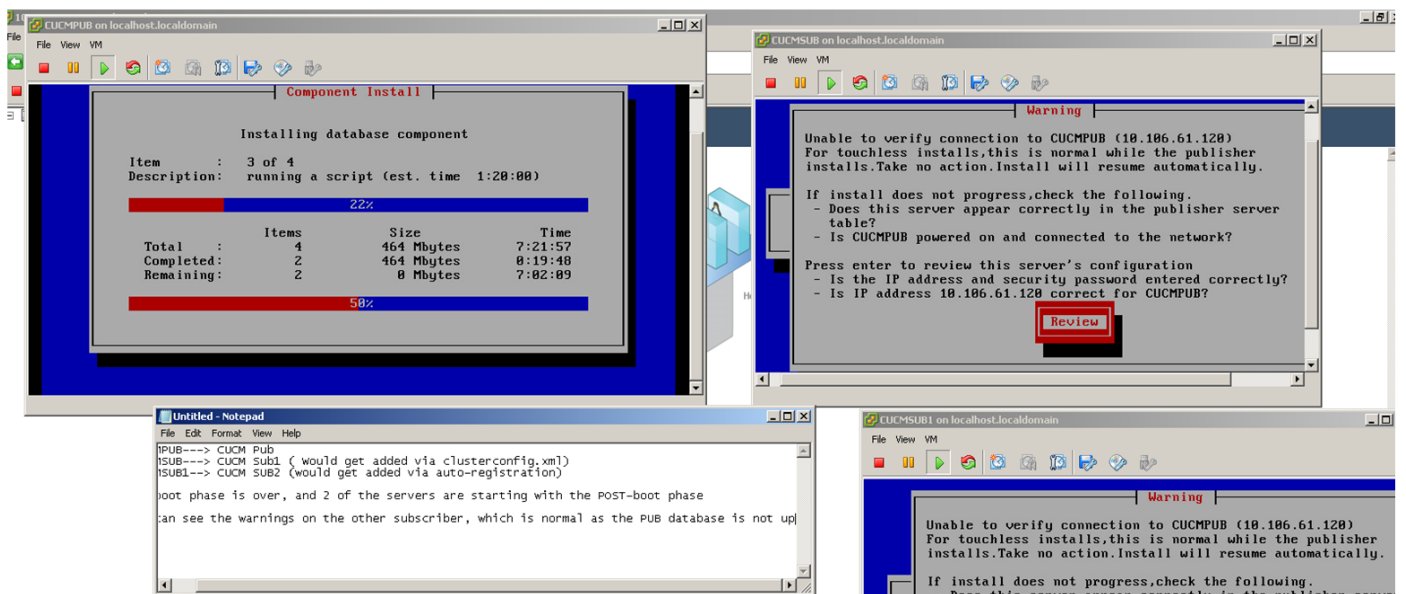 CUCMPUB on localhost.localdomain
File View VM
Component Install
Installing database component
Item : 3 of 4
Description: running a script (est. time 1:20:00)
22%
Items Size Time
Total : 4 464 Mbytes 7:21:57
Completed: 2 464 Mbytes 0:19:48
Remaining: 2 0 Mbytes 7:02:09
50%
CUCMSUB on localhost.localdomain
File View VM
Warning
Unable to verify connection to CUCMPUB (10.106.61.120)
For touchless installs,this is normal while the publisher
installs.Take no action.Install will resume automatically.
If install does not progress,check the following.
- Does this server appear correctly in the publisher server
table?
- Is CUCMPUB powered on and connected to the network?
Press enter to review this server's configuration
- Is the IP address and security password entered correctly?
- Is IP address 10.106.61.120 correct for CUCMPUB?
Review
Untitled - Notepad
File Edit Format View Help
MPUB---> CUCM Pub
MSUB---> CUCM Sub1 ( would get added via clusterconfig.xml)
MSUB1--> CUCM SUB2 (would get added via auto-registration)
boot phase is over, and 2 of the servers are starting with the POST-boot phase
can see the warnings on the other subscriber, which is normal as the PUB database is not up
CUCMSUB1 on localhost.localdomain
File View VM
Warning
Unable to verify connection to CUCMPUB (10.106.61.120)
For touchless installs,this is normal while the publisher
installs.Take no action.Install will resume automatically.
If install does not progress,check the following.